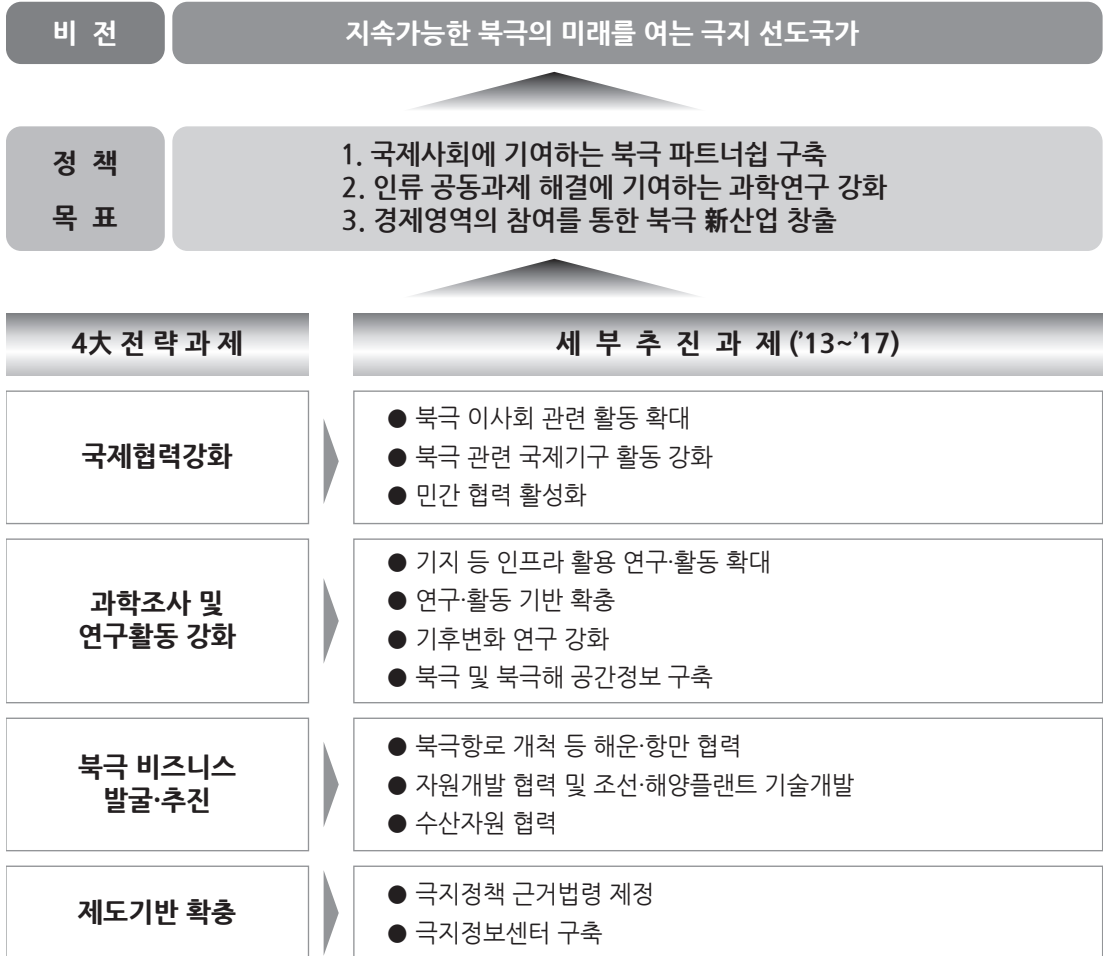 비 전
지속가능한 북극의 미래를 여는 극지 선도국가
정 책
목 표
1. 국제사회에 기여하는 북극 파트너쉽 구축
2. 인류 공동과제 해결에 기여하는 과학연구 강화
3. 경제영역의 참여를 통한 북극 新산업 창출
4大 전 략 과 제
세 부 추 진 과 제 (’13~’17)
국제협력강화
● 북극 이사회 관련 활동 확대
● 북극 관련 국제기구 활동 강화
● 민간 협력 활성화
과학조사 및
연구활동 강화
● 기지 등 인프라 활용 연구·활동 확대
● 연구·활동 기반 확충
● 기후변화 연구 강화
● 북극 및 북극해 공간정보 구축
북극 비즈니스
발굴·추진
● 북극항로 개척 등 해운·항만 협력
● 자원개발 협력 및 조선·해양플랜트 기술개발
● 수산자원 협력
제도기반 확충
● 극지정책 근거법령 제정
● 극지정보센터 구축